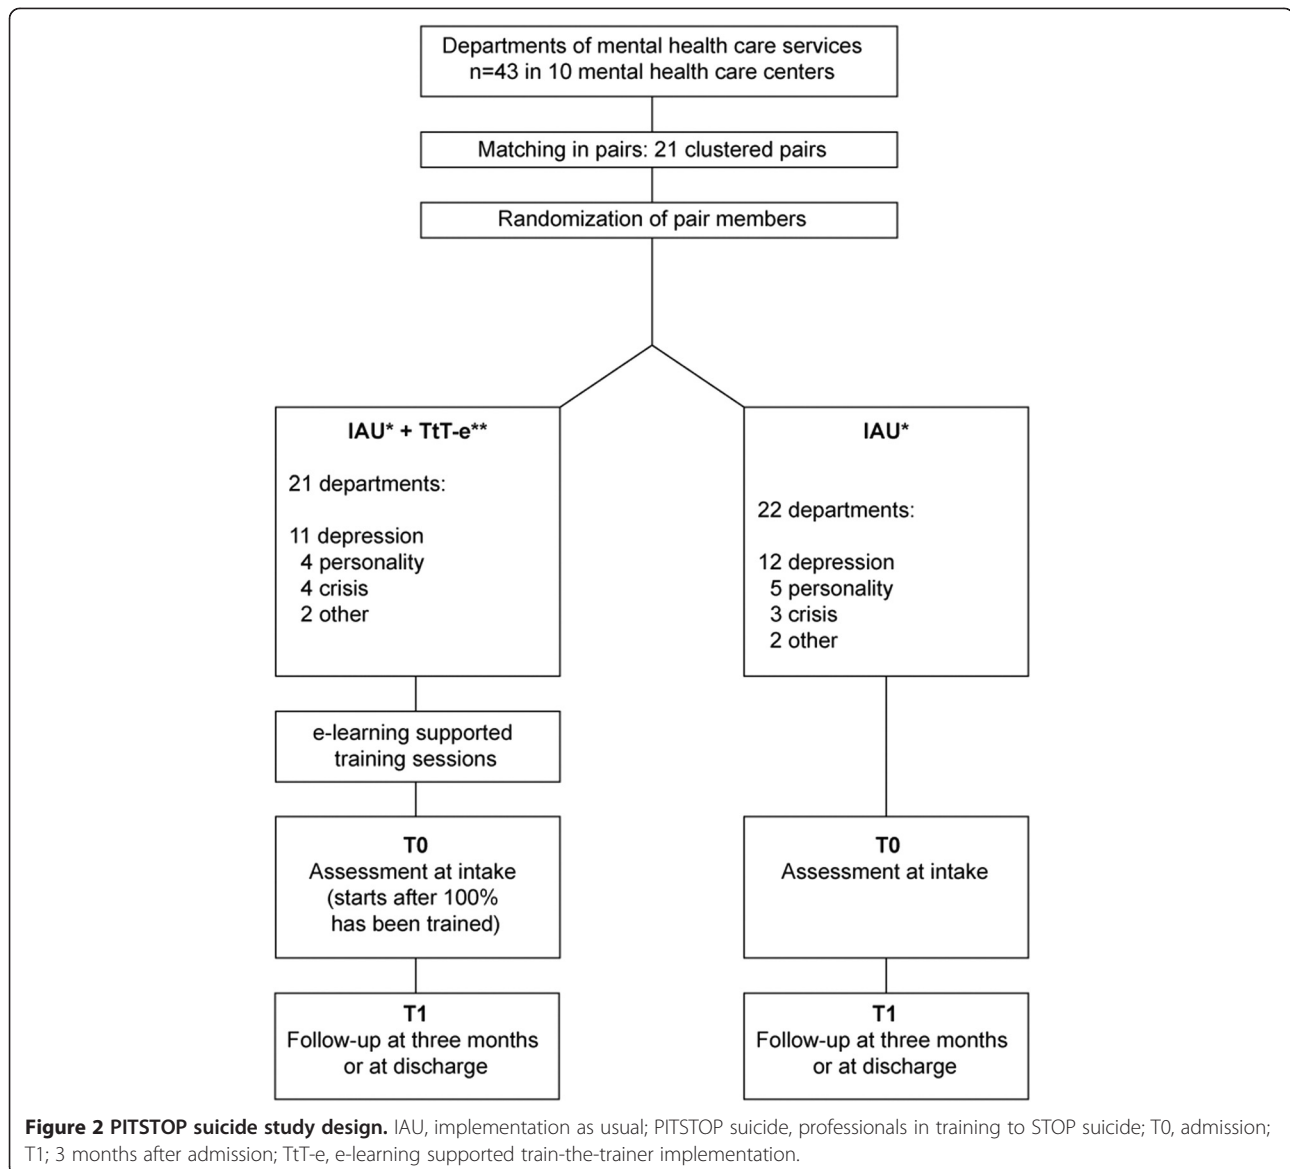 Departments of mental health care services
n=43 in 10 mental health care centers
Matching in pairs: 21 clustered pairs
Randomization of pair members
IAU* + TtT-e**
21 departments:
11 depression
4 personality
4 crisis
2 other
IAU*
22 departments:
12 depression
5 personality
3 crisis
2 other
e-learning supported
training sessions
T0
Assessment at intake
(starts after 100%
has been trained)
T0
Assessment at intake
T1
Follow-up at three months
or at discharge
T1
Follow-up at three months
or at discharge
Figure 2 PITSTOP suicide study design. IAU, implementation as usual; PITSTOP suicide, professionals in training to STOP suicide; T0, admission;
T1; 3 months after admission; TtT-e, e-learning supported train-the-trainer implementation.